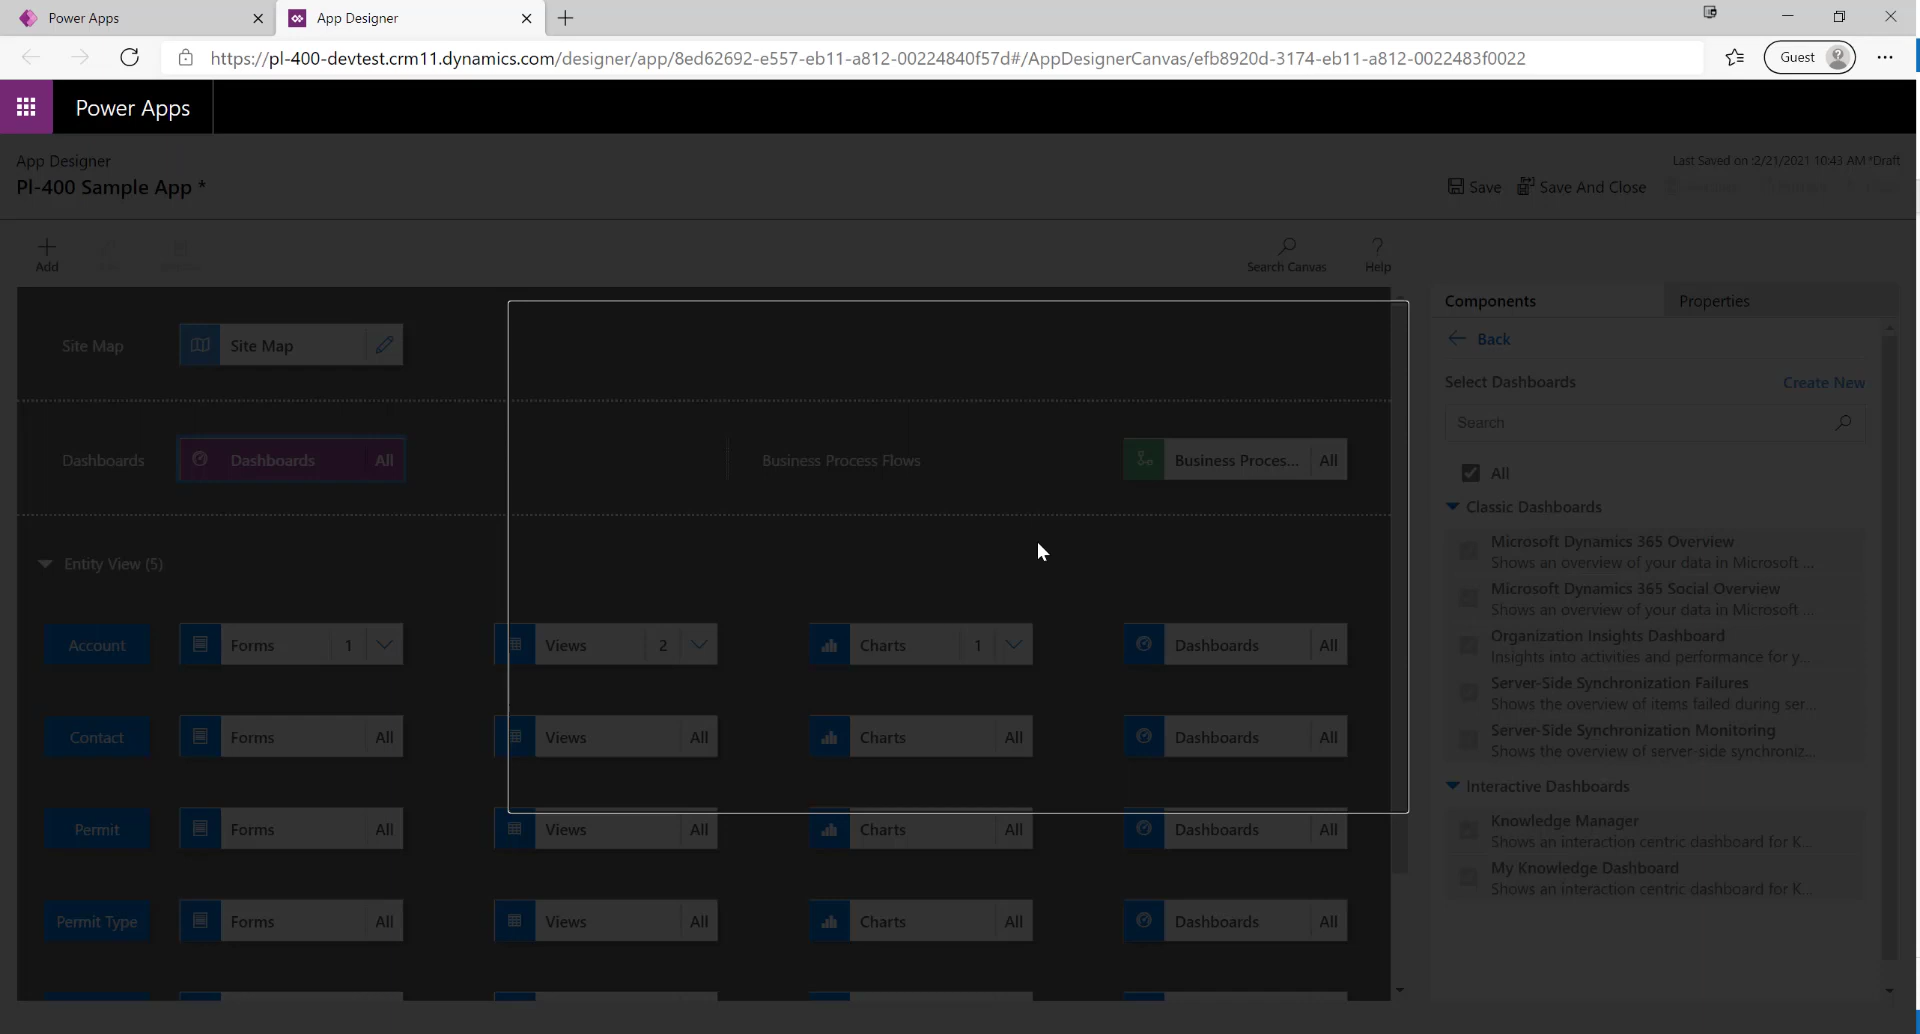 Power Apps
App Designer
https://pl-400-devtest.crm11.dynamics.com/designer/app/8ed62692-e557-eb11-a812-00224840f57d#/AppDesignerCanvas/efb8920d-3174-eb11-a812-0022483f0022
Guest
Power Apps
App Designer
Last Saved on :2/21/2021 10:43 AM *Draft
Pl-400 Sample App *
Save
Save And Close
Add
Search Canvas
Help
Components
Properties
Site Map
Site Map
Back
Select Dashboards
Create New
Search
Dashboards
Dashboards All
Business Process Flows
Business Proces... All
All
Classic Dashboards
Microsoft Dynamics 365 Overview
Shows an overview of your data in Microsoft ...
Microsoft Dynamics 365 Social Overview
Shows an overview of your data in Microsoft ...
Organization Insights Dashboard
Insights into activities and performance for y...
Server-Side Synchronization Failures
Shows the overview of items failed during ser...
Server-Side Synchronization Monitoring
Shows the overview of server-side synchroniz...
Interactive Dashboards
Knowledge Manager
Shows an interaction centric dashboard for K...
My Knowledge Dashboard
Shows an interaction centric dashboard for K...
Entity View (5)
Account Forms 1 Views 2 Charts 1 Dashboards All
Contact Forms All Views All Charts All Dashboards All
Permit Forms All Views All Charts All Dashboards All
Permit Type Forms All Views All Charts All Dashboards All